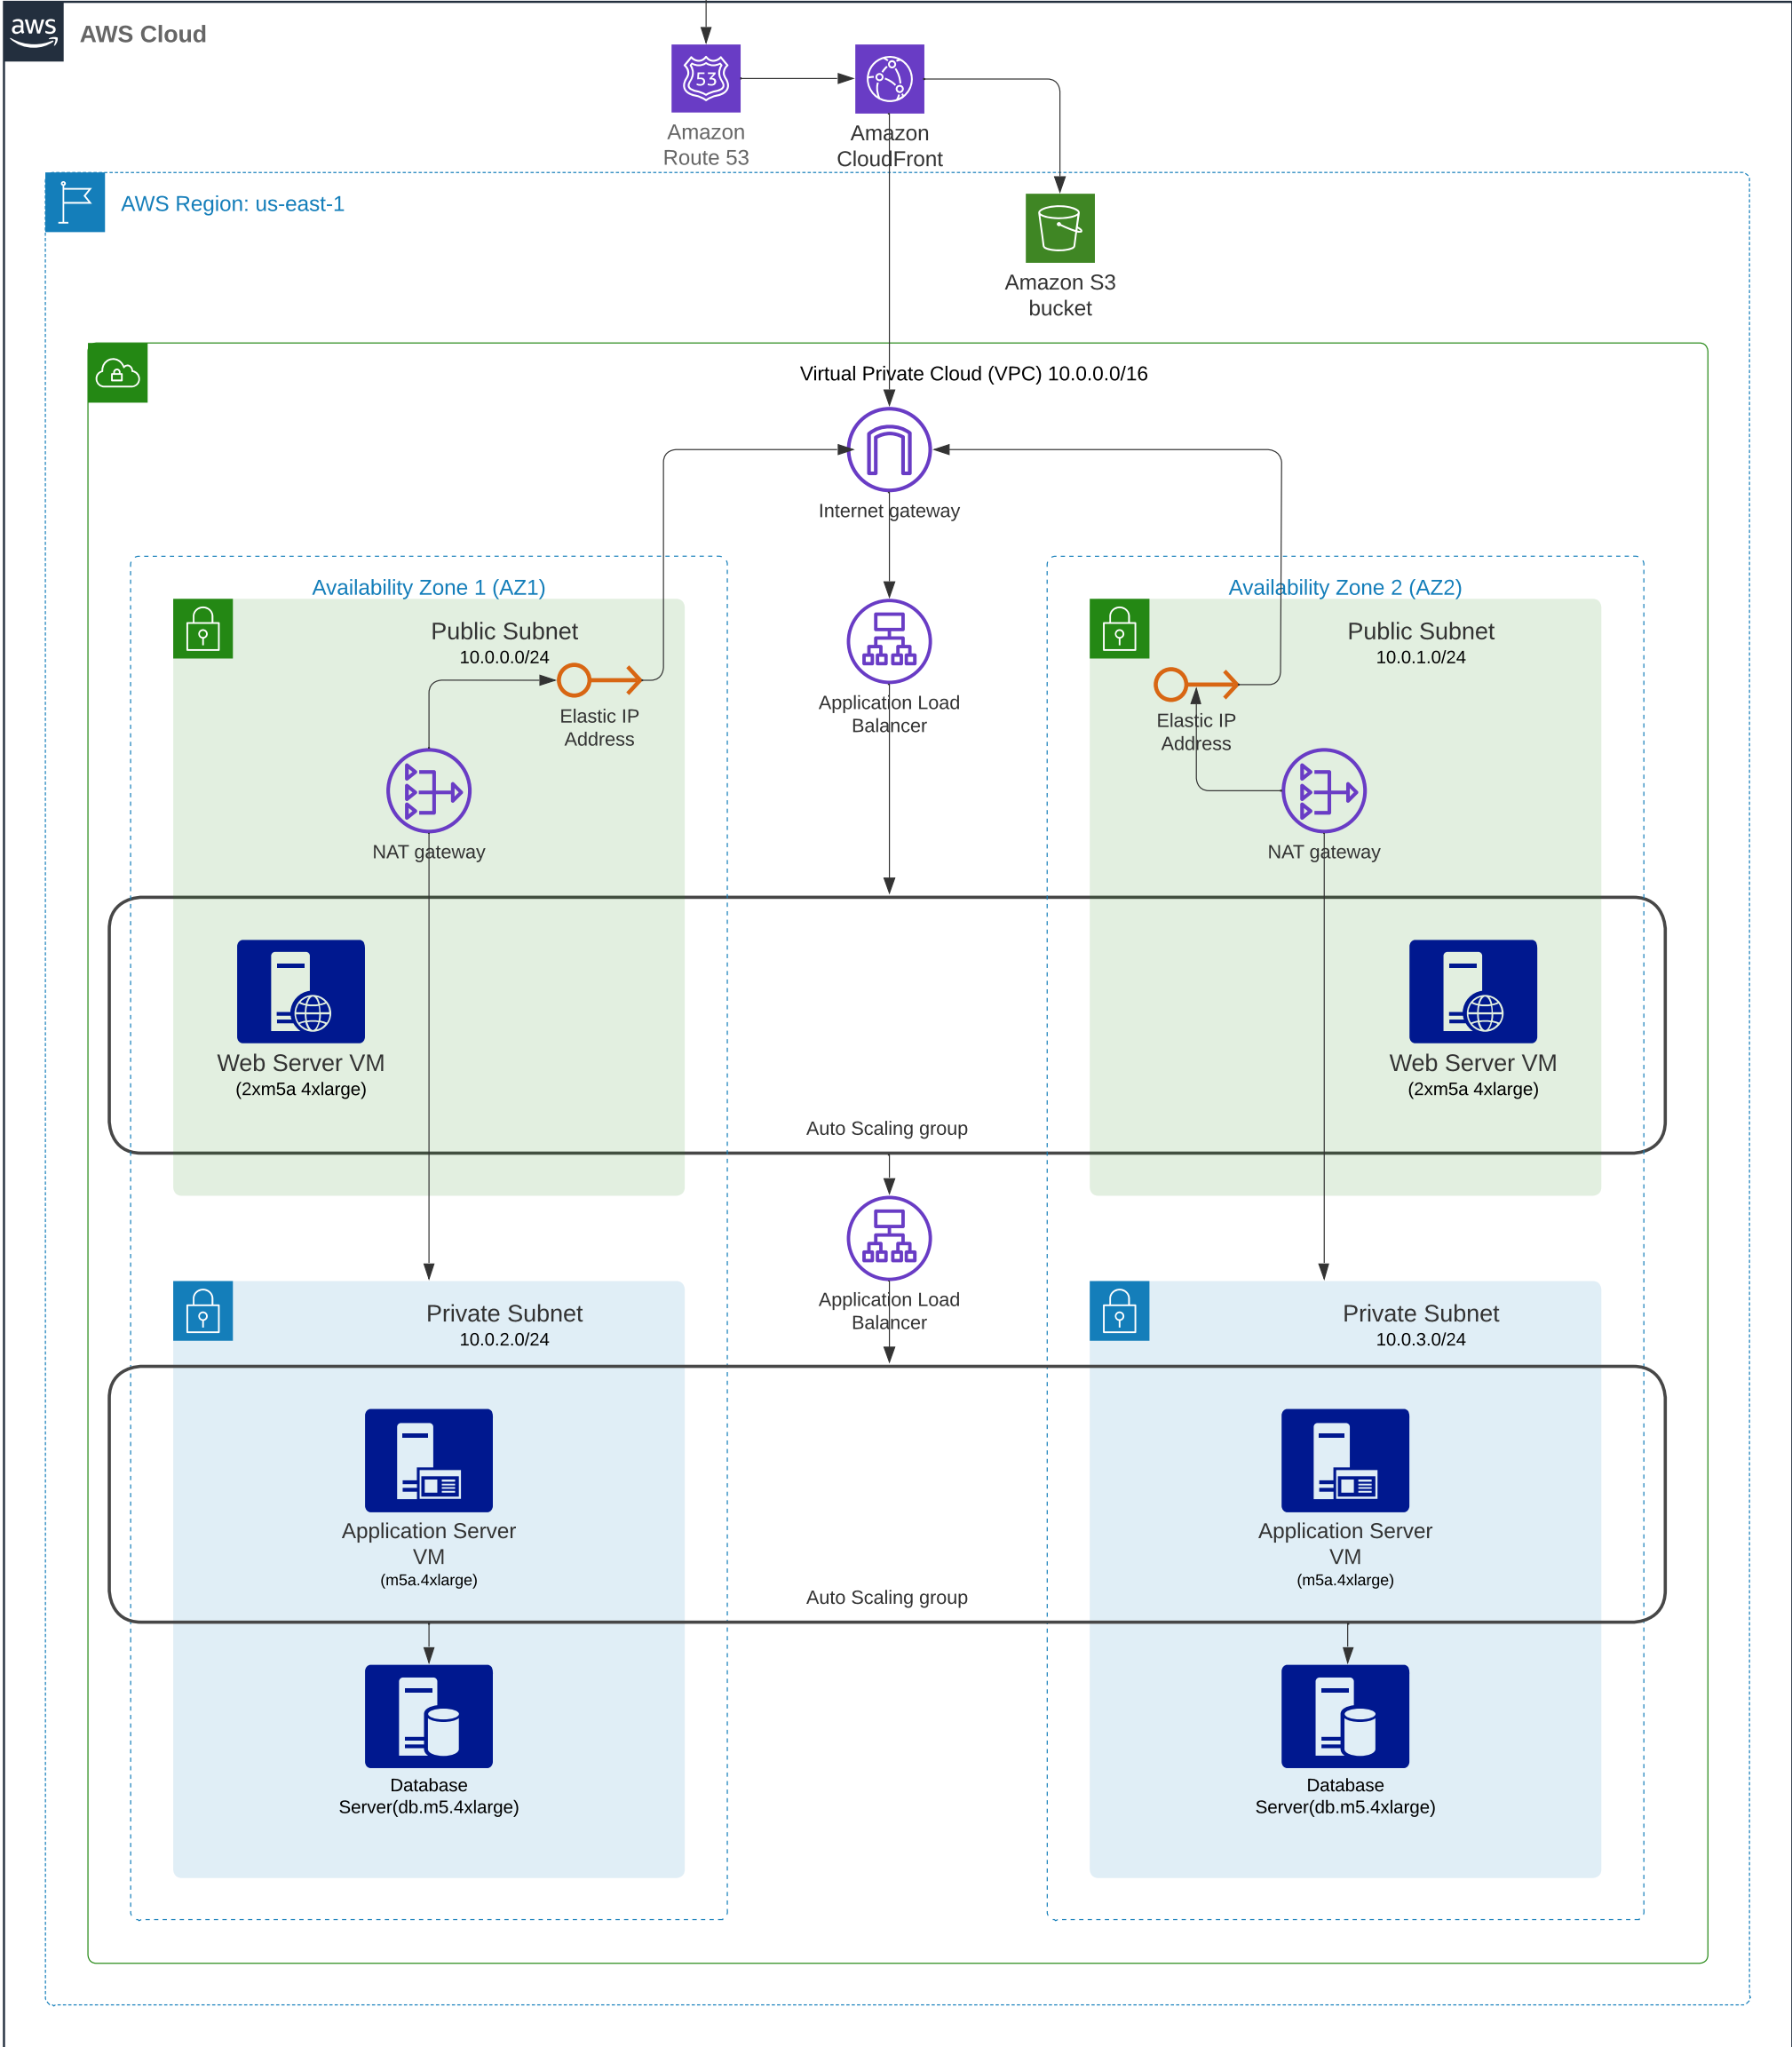 aws
AWS Cloud
53
Amazon
Route 53
Amazon
CloudFront
AWS Region: us-east-1
Amazon S3
bucket
Virtual Private Cloud (VPC) 10.0.0.0/16
Internet gateway
Availability Zone 1 (AZ1)
Availability Zone 2 (AZ2)
Public Subnet
10.0.0.0/24
Public Subnet
10.0.1.0/24
Elastic IP
Address
Application Load
Balancer
Elastic IP
Address
NAT gateway
NAT gateway
Web Server VM
(2xm5a 4xlarge)
Web Server VM
(2xm5a 4xlarge)
Auto Scaling group
Application Load
Balancer
Private Subnet
10.0.2.0/24
Private Subnet
10.0.3.0/24
Application Server
VM
(m5a.4xlarge)
Application Server
VM
(m5a.4xlarge)
Auto Scaling group
Database
Server(db.m5.4xlarge)
Database
Server(db.m5.4xlarge)